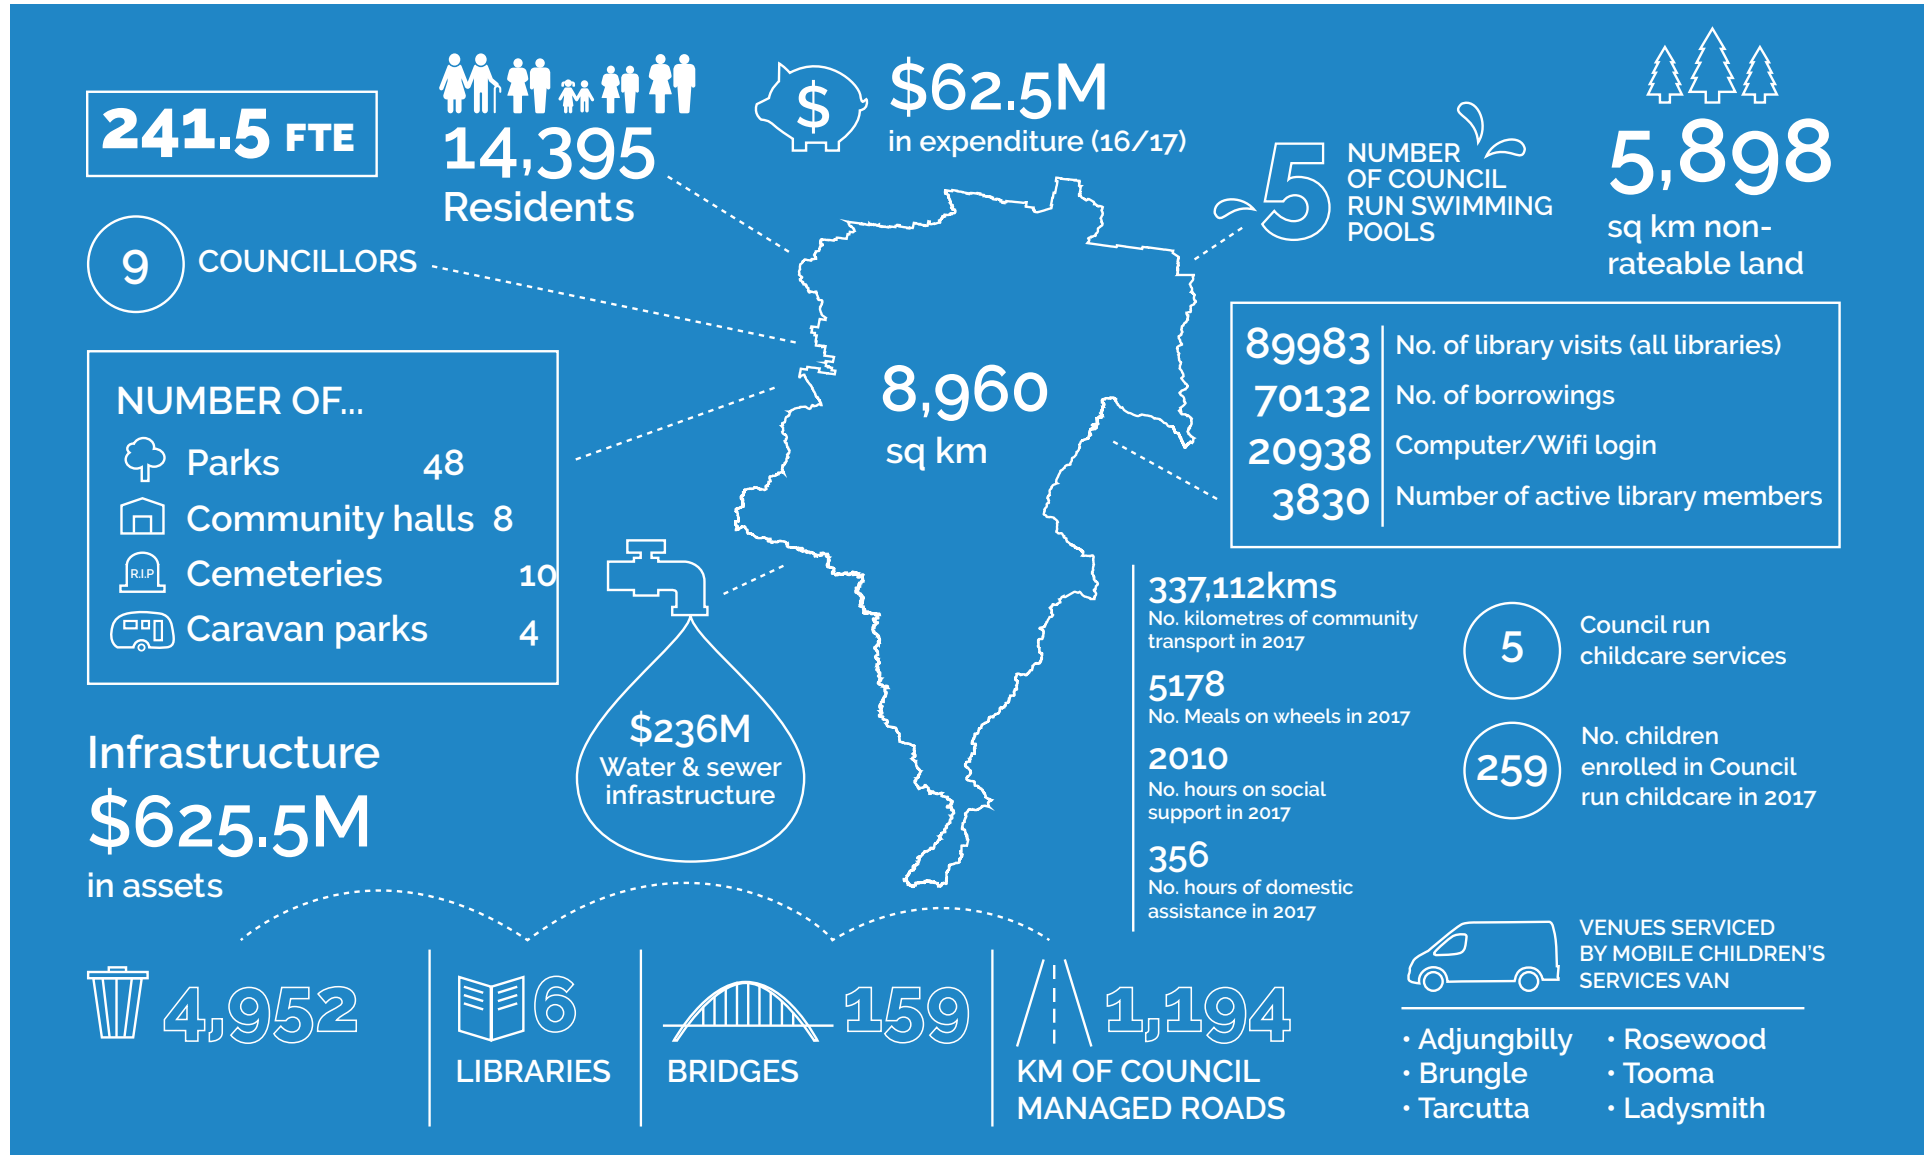 241.5 FTE
14,395
Residents
$
$62.5M
in expenditure (16/17)
5
NUMBER
OF COUNCIL
RUN SWIMMING
POOLS
5,898
sq km non-
rateable land
9
COUNCILLORS
NUMBER OF...
Parks 48
Community halls 8
R.I.P
Cemeteries 10
Caravan parks 4
8,960
sq km
89983 No. of library visits (all libraries)
70132 No. of borrowings
20938 Computer/Wifi login
3830 Number of active library members
$236M
Water & sewer
infrastructure
337,112kms
No. kilometres of community
transport in 2017
5178
No. Meals on wheels in 2017
2010
No. hours on social
support in 2017
356
No. hours of domestic
assistance in 2017
5
Council run
childcare services
259
No. children
enrolled in Council
run childcare in 2017
Infrastructure
$625.5M
in assets
4,952
6
LIBRARIES
159
BRIDGES
1,194
KM OF COUNCIL
MANAGED ROADS
VENUES SERVICED
BY MOBILE CHILDREN'S
SERVICES VAN
• Adjungbilly
• Brungle
• Tarcutta
• Rosewood
• Tooma
• Ladysmith